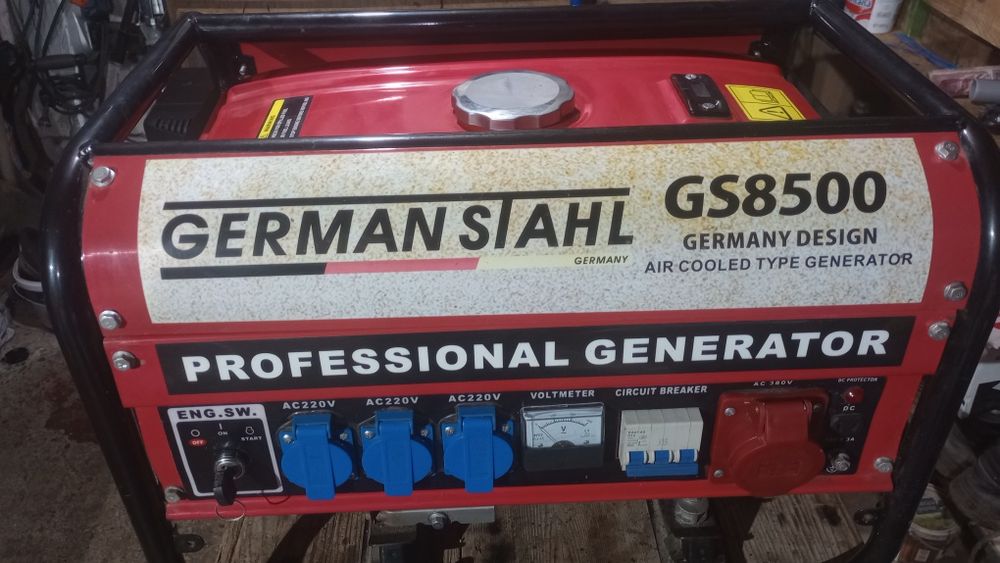 GERMAN STAHL
GERMANY
GS8500
GERMANY DESIGN
AIR COOLED TYPE GENERATOR
PROFESSIONAL GENERATOR
ENG.SW.
OFF
ON
START
AC220V
AC220V
AC220V
VOLTMETER
V
CIRCUIT BREAKER
AC 380V
DC PROTECTOR
DC